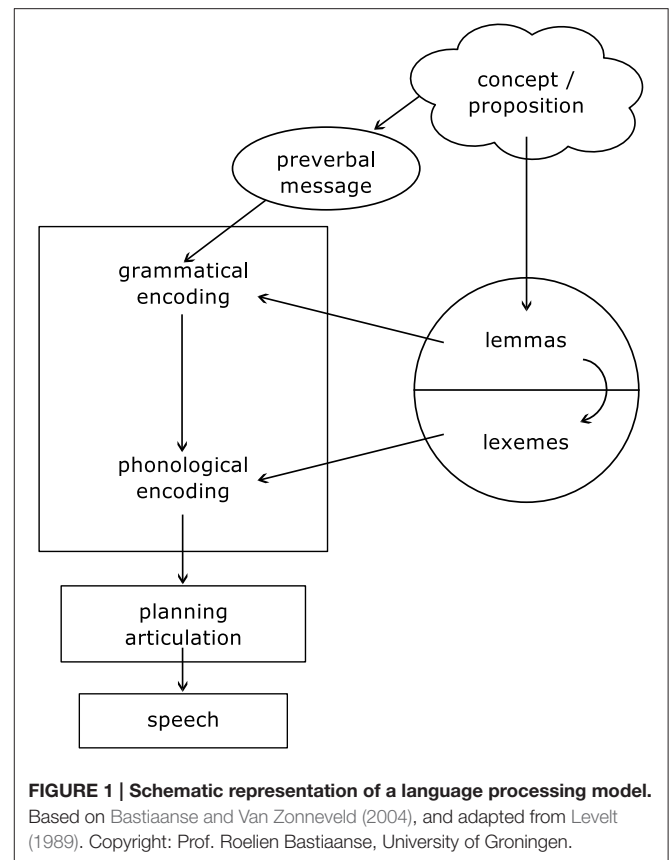 concept /
proposition
preverbal
message
grammatical
encoding
lemmas
lexemes
phonological
encoding
planning
articulation
speech
FIGURE 1 | Schematic representation of a language processing model.
Based on Bastiaanse and Van Zonneveld (2004), and adapted from Levelt
(1989). Copyright: Prof. Roelien Bastiaanse, University of Groningen.